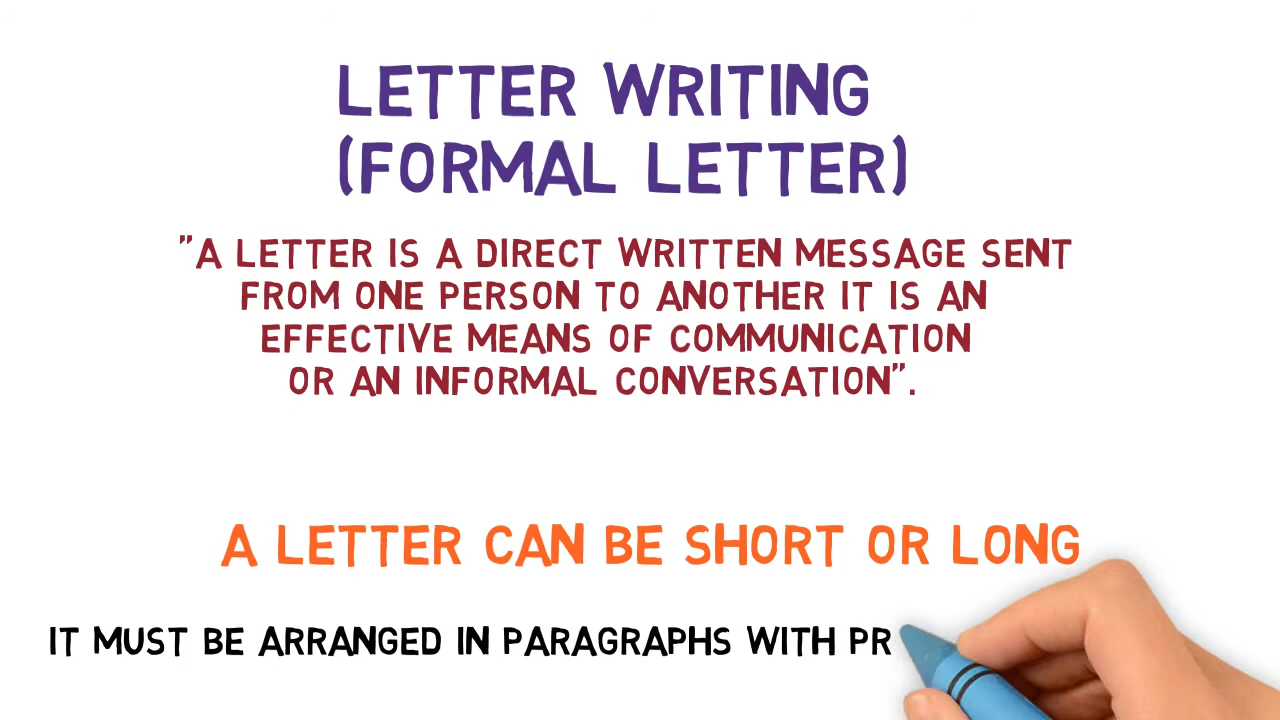 LETTER WRITING
(FORMAL LETTER)
"A LETTER IS A DIRECT WRITTEN MESSAGE SENT
FROM ONE PERSON TO ANOTHER IT IS AN
EFFECTIVE MEANS OF COMMUNICATION
OR AN INFORMAL CONVERSATION".
A LETTER CAN BE SHORT OR LONG
IT MUST BE ARRANGED IN PARAGRAPHS WITH PR